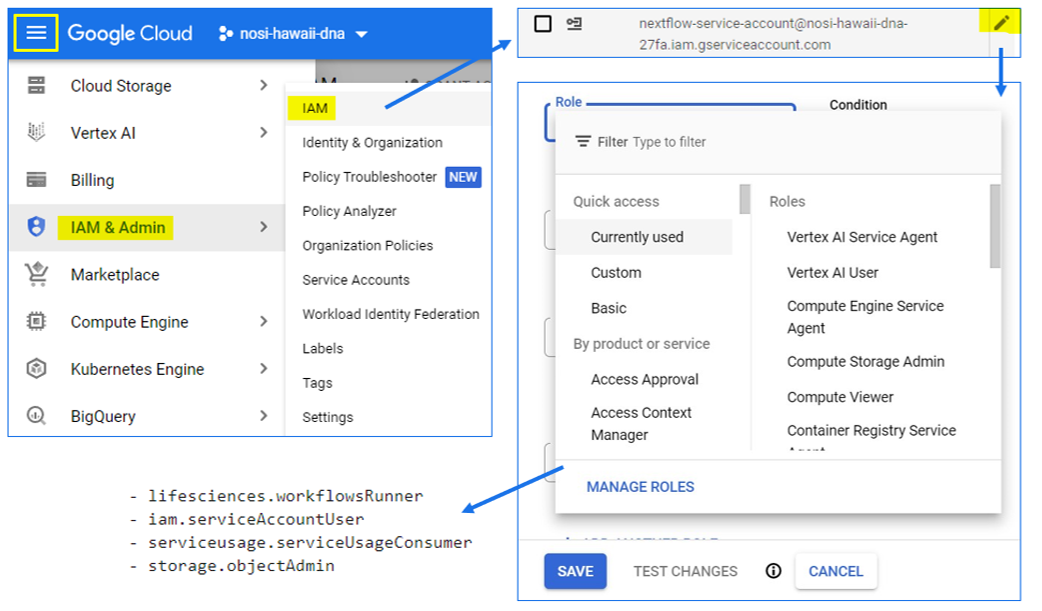 Google Cloud
nosi-hawaii-dna
Cloud Storage
Vertex AI
Billing
IAM & Admin
Marketplace
Compute Engine
Kubernetes Engine
BigQuery
IAM
Identity & Organization
Policy Troubleshooter NEW
Policy Analyzer
Organization Policies
Service Accounts
Workload Identity Federation
Labels
Tags
Settings
nextflow-service-account@nosi-hawaii-dna-
27fa.iam.gserviceaccount.com
Role
Condition
Filter Type to filter
Quick access
Currently used
Custom
Basic
By product or service
Access Approval
Access Context
Manager
Roles
Vertex AI Service Agent
Vertex AI User
Compute Engine Service
Agent
Compute Storage Admin
Compute Viewer
Container Registry Service
MANAGE ROLES
SAVE
TEST CHANGES
CANCEL
- lifesciences.workflowsRunner
- iam.serviceAccountUser
- serviceusage.serviceUsageConsumer
- storage.objectAdmin